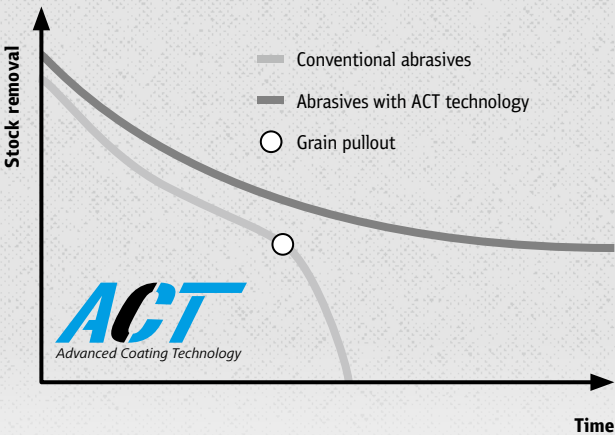 Stock removal
Conventional abrasives
Abrasives with ACT technology
Grain pullout
ACT
Advanced Coating Technology
Time